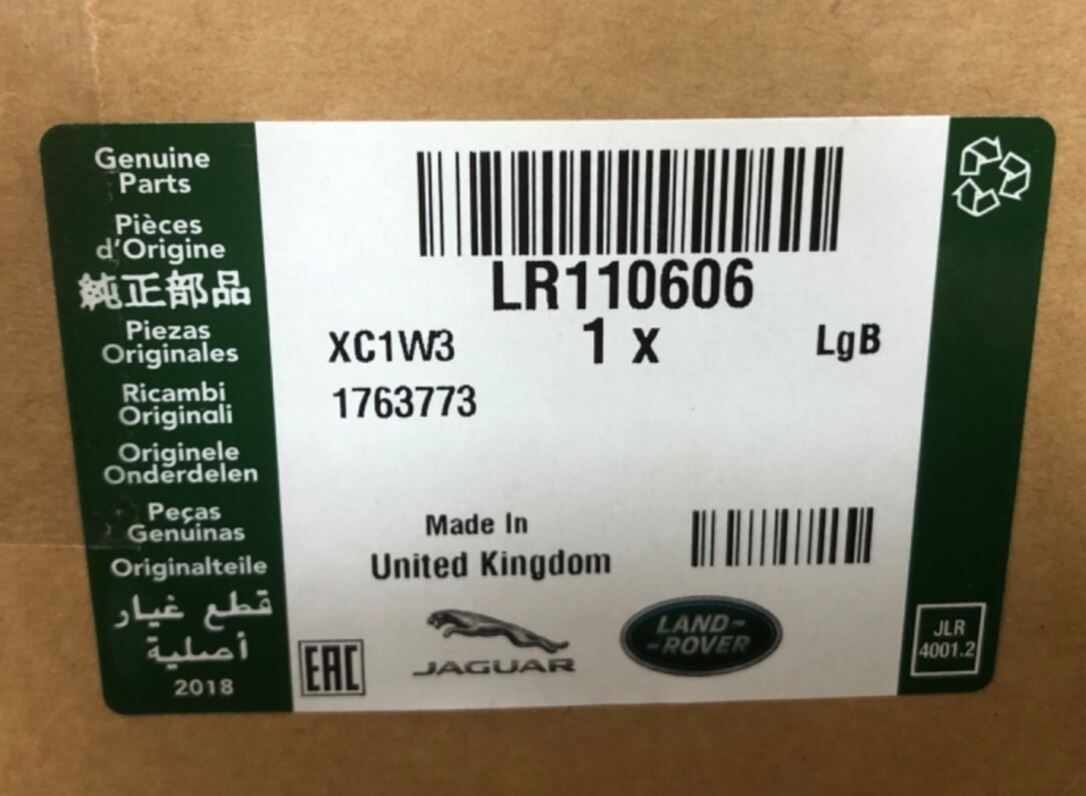 Genuine
Parts
Pièces
d'Origine
純正部品
Piezas
Originales
Ricambi
Originali
Originele
Onderdelen
Peças
Genuinas
Originalteile
قطع غيار
أصلية
2018
LR110606
XC1W3 1 x LgB
1763773
Made In
United Kingdom
EAC
JAGUAR
LAND-
-ROVER
JLR
4001.2